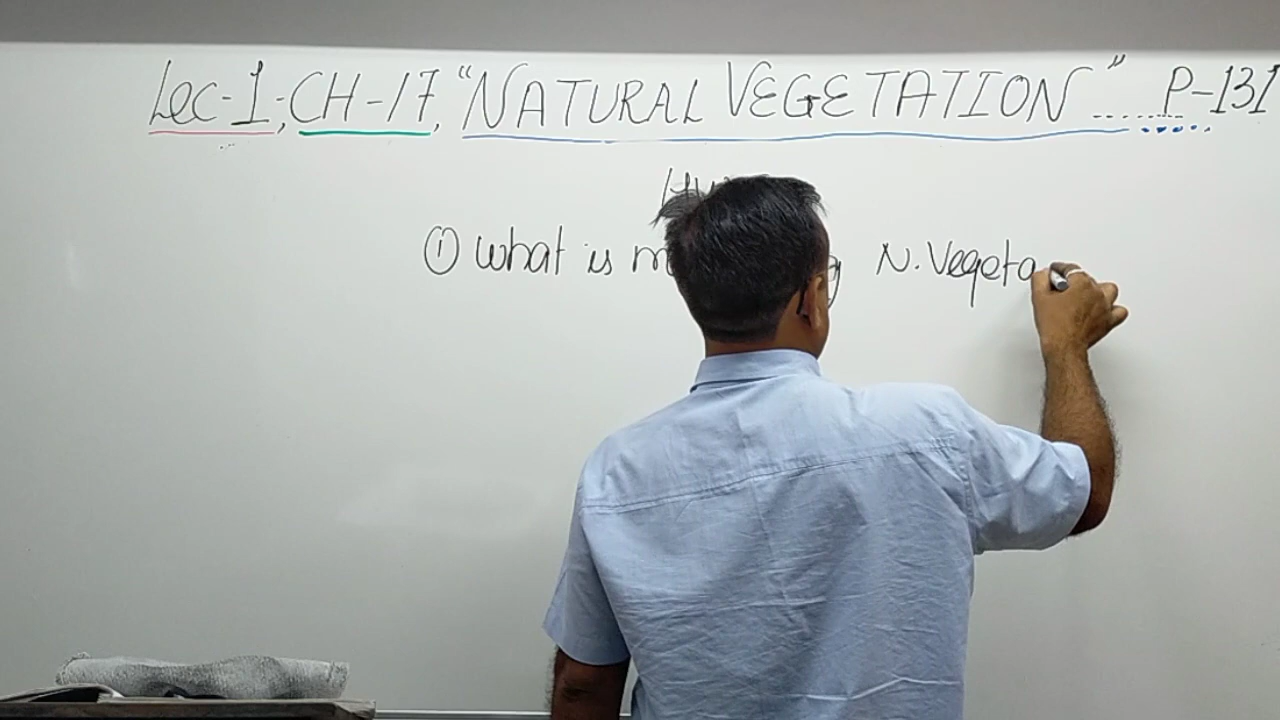 Lec-1, CH-17, "NATURAL VEGETATION" ........ P-131
① What is N. Vegeta